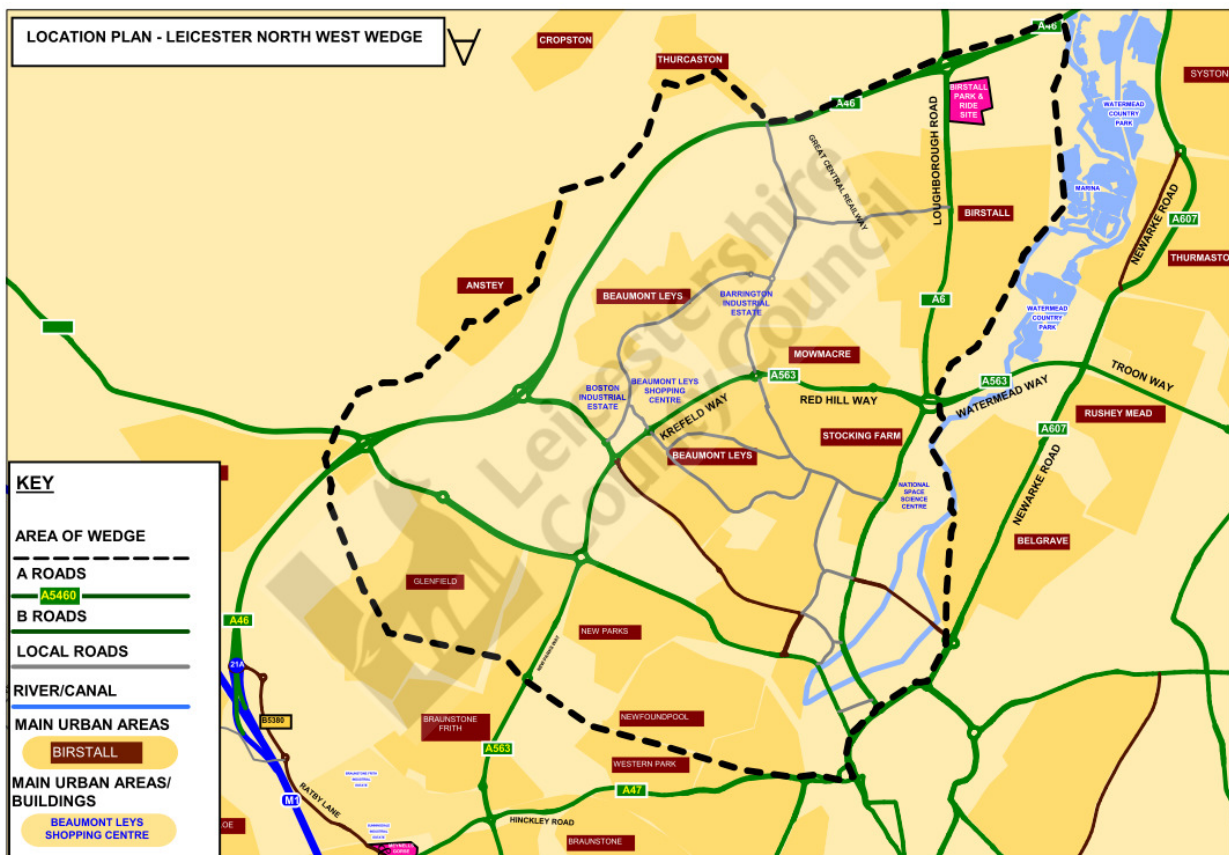 LOCATION PLAN - LEICESTER NORTH WEST WEDGE
CROPSTON
THURCASTON
A46
SYSTON
BIRSTALL
PARK &
RIDE
SITE
WATERMEAD
COUNTRY
PARK
A46
LOUGHBOROUGH ROAD
GREAT CENTRAL REAILWAY
MARINA
NEWARKE ROAD
BIRSTALL
A607
THURMASTO
ANSTEY
BEAUMONT LEYS
BARRINGTON
INDUSTRIAL
ESTATE
A6
WATERMEAD
COUNTRY
PARK
MOWMACRE
A563
RED HILL WAY
A563
WATERMEAD WAY
TROON WAY
BOSTON
INDUSTRIAL
ESTATE
BEAUMONT LEYS
SHOPPING
CENTRE
KREFELD WAY
RUSHEY MEAD
A607
STOCKING FARM
BEAUMONT LEYS
NATIONAL
SPACE
SCIENCE
CENTRE
NEWARKE ROAD
BELGRAVE
GLENFIELD
NEW PARKS
NEW PARKS WAY
A46
21A
B5380
BRAUNSTONE
FRITH
NEWFOUNDPOOL
A563
WESTERN PARK
A47
M1
RATBY LANE
HINCKLEY ROAD
BRAUNSTONE
OE
KEY
AREA OF WEDGE
A ROADS
A5460
B ROADS
LOCAL ROADS
RIVER/CANAL
MAIN URBAN AREAS
BIRSTALL
MAIN URBAN AREAS/
BUILDINGS
BEAUMONT LEYS
SHOPPING CENTRE
Leicestershire
County Council